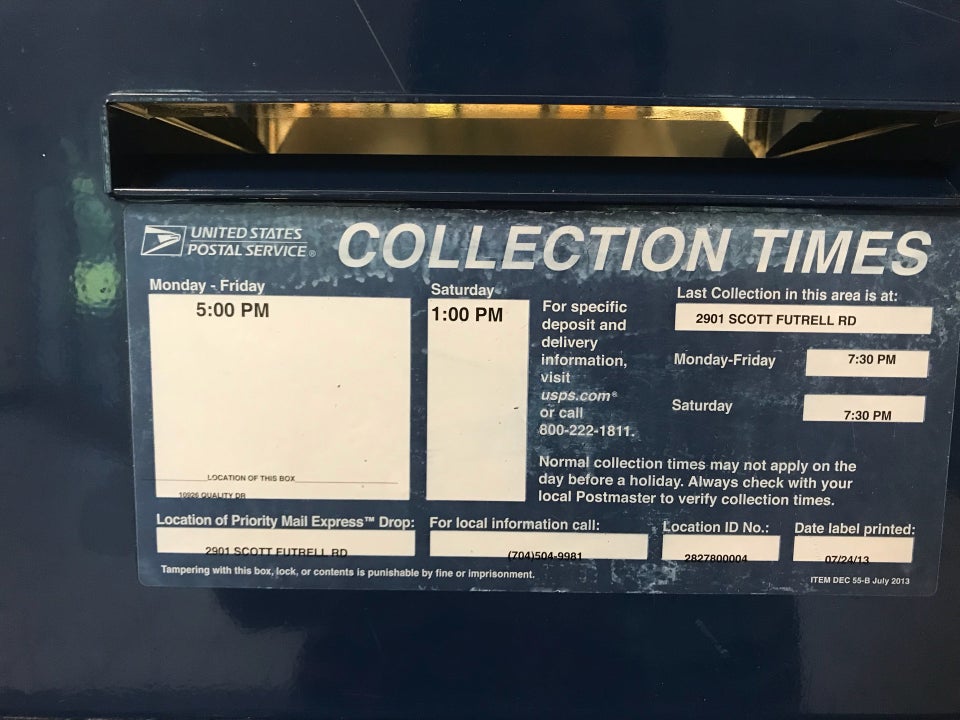 UNITED STATES
POSTAL SERVICE®
COLLECTION TIMES
Monday - Friday
5:00 PM
LOCATION OF THIS BOX
10926 QUALITY DR
Saturday
1:00 PM
For specific
deposit and
delivery
information,
visit
usps.com®
or call
800-222-1811.
Last Collection in this area is at:
2901 SCOTT FUTRELL RD
Monday-Friday
7:30 PM
Saturday
7:30 PM
Normal collection times may not apply on the
day before a holiday. Always check with your
local Postmaster to verify collection times.
Location of Priority Mail Express™ Drop:
2901 SCOTT FUTRELL RD
For local information call:
(704)504-9981
Location ID No.:
2827800004
Date label printed:
07/24/13
Tampering with this box, lock, or contents is punishable by fine or imprisonment.
ITEM DEC 55-B July 2013